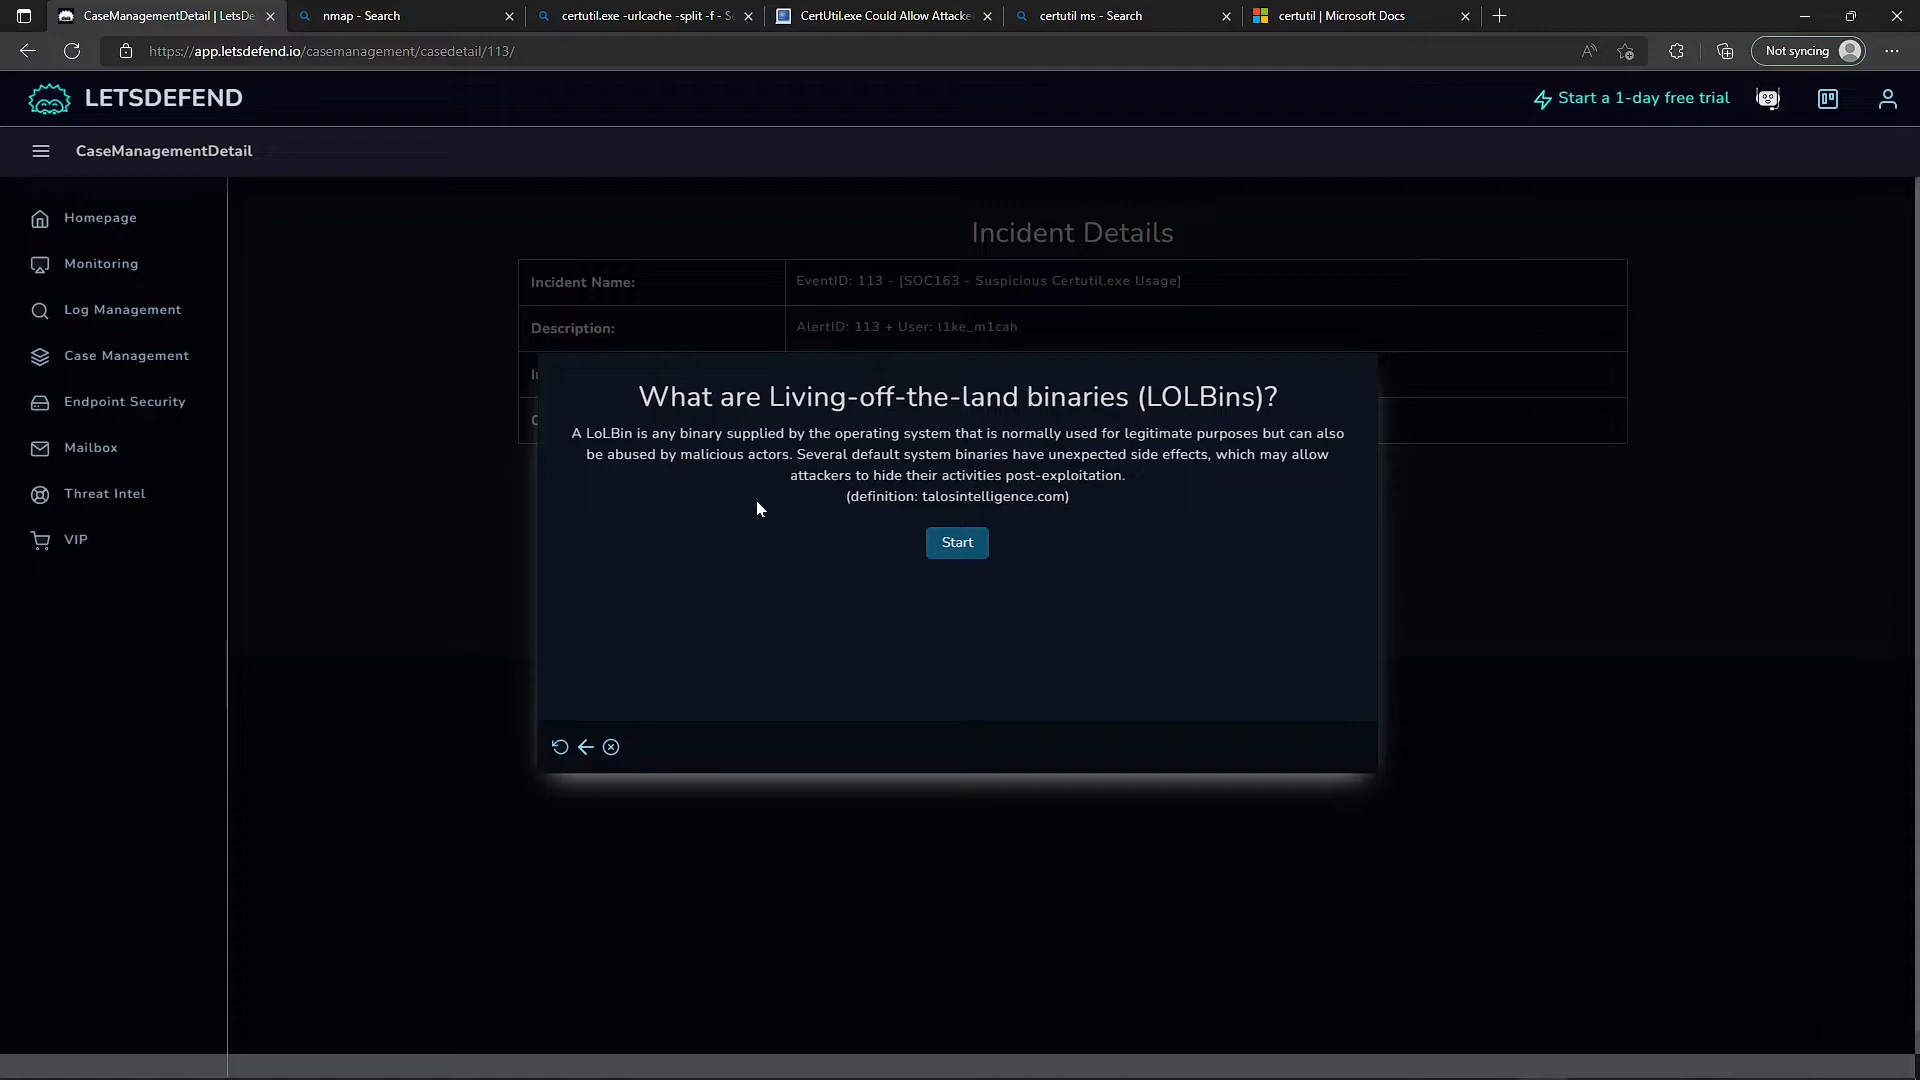 CaseManagementDetail | LetsDe
nmap - Search
certutil.exe -urlcache -split -f - Se
CertUtil.exe Could Allow Attacke
certutil ms - Search
certutil | Microsoft Docs
https://app.letsdefend.io/casemanagement/casedetail/113/
Not syncing
LETSDEFEND
Start a 1-day free trial
CaseManagementDetail
Homepage
Monitoring
Log Management
Case Management
Endpoint Security
Mailbox
Threat Intel
VIP
Incident Details
Incident Name:
EventID: 113 - [SOC163 - Suspicious Certutil.exe Usage]
Description:
AlertID: 113 + User: l1ke_m1cah
What are Living-off-the-land binaries (LOLBins)?
A LoLBin is any binary supplied by the operating system that is normally used for legitimate purposes but can also
be abused by malicious actors. Several default system binaries have unexpected side effects, which may allow
attackers to hide their activities post-exploitation.
(definition: talosintelligence.com)
Start